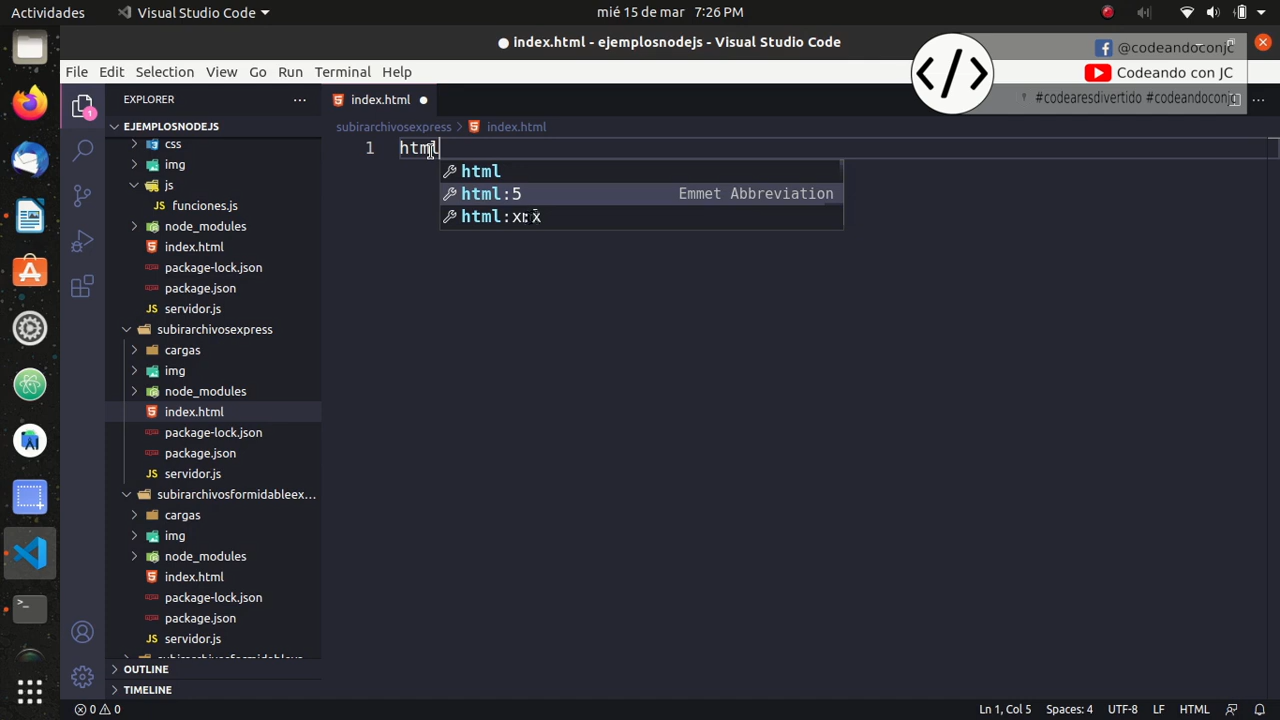 Actividades
Visual Studio Code
mié 15 de mar 7:26 PM
index.html - ejemplosnodejs - Visual Studio Code
@codeandoconjc
Codeando con JC
#codearesdivertido #codeandoconjc
File Edit Selection View Go Run Terminal Help
EXPLORER
1
index.html
EJEMPLOSNODEJS
subirarchivosexpress > index.html
css
img
js
funciones.js
node_modules
index.html
package-lock.json
package.json
JS servidor.js
subirarchivosexpress
cargas
img
node_modules
index.html
package-lock.json
package.json
JS servidor.js
subirarchivosformidableex...
cargas
img
node_modules
index.html
package-lock.json
package.json
JS servidor.js
OUTLINE
TIMELINE
1 html
html
html:5 Emmet Abbreviation
0 0
Ln 1, Col 5 Spaces: 4 UTF-8 LF HTML